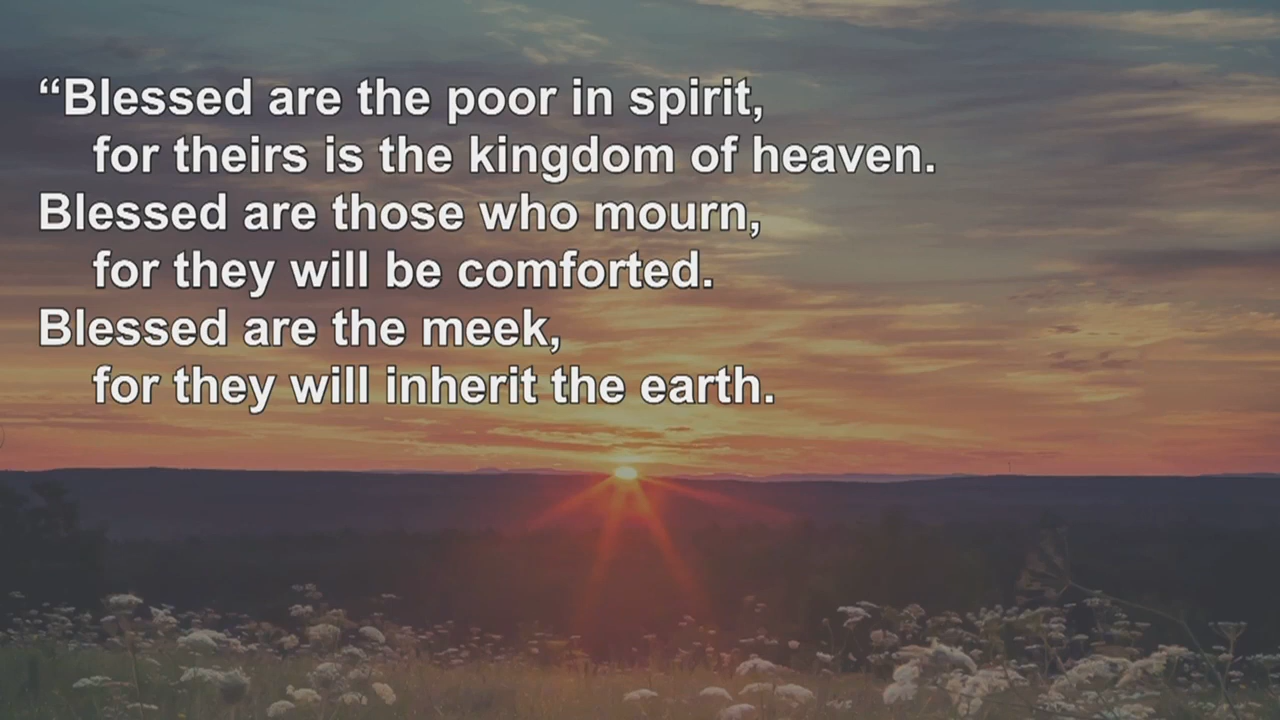 “Blessed are the poor in spirit,
for theirs is the kingdom of heaven.
Blessed are those who mourn,
for they will be comforted.
Blessed are the meek,
for they will inherit the earth.